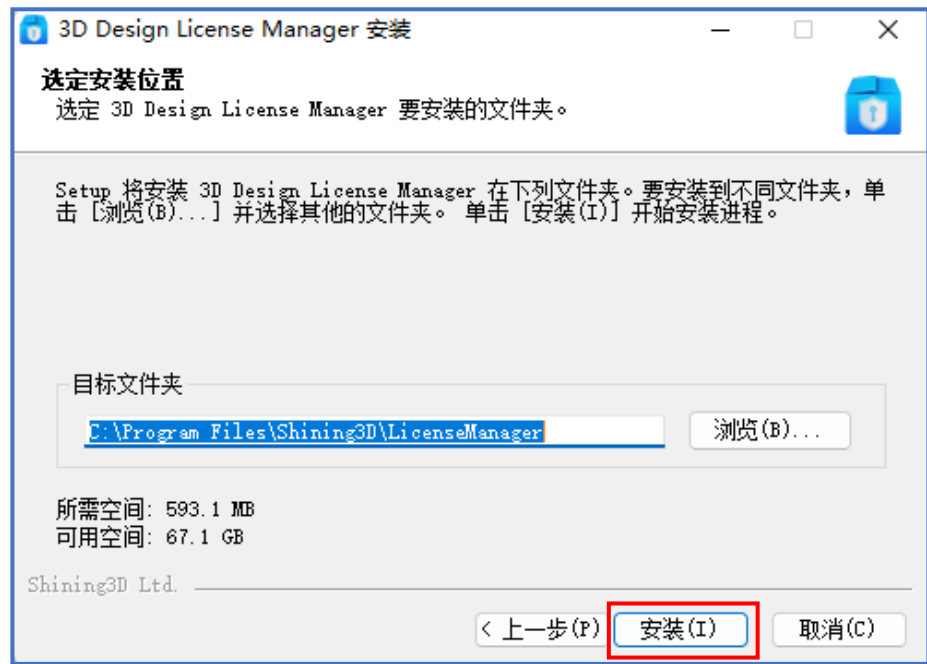 3D Design License Manager 安装
选定安装位置
选定 3D Design License Manager 要安装的文件夹。
Setup 将安装 3D Design License Manager 在下列文件夹。要安装到不同文件夹，单
击 [浏览(B)...] 并选择其他的文件夹。 单击 [安装(I)] 开始安装进程。
目标文件夹
C:\Program Files\Shining3D\LicenseManager
浏览(B)...
所需空间: 593.1 MB
可用空间: 67.1 GB
Shining3D Ltd.
< 上一步(P)
安装(I)
取消(C)